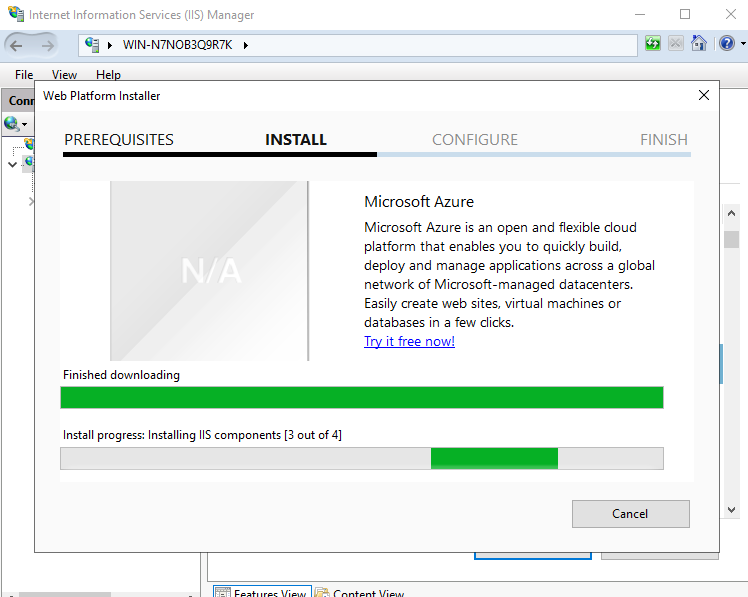 Internet Information Services (IIS) Manager
WIN-N7NOB3Q9R7K
File View Help
Web Platform Installer
PREREQUISITES INSTALL CONFIGURE FINISH
N/A
Microsoft Azure
Microsoft Azure is an open and flexible cloud
platform that enables you to quickly build,
deploy and manage applications across a global
network of Microsoft-managed datacenters.
Easily create web sites, virtual machines or
databases in a few clicks.
Try it free now!
Finished downloading
Install progress: Installing IIS components [3 out of 4]
Cancel
Features View Content View